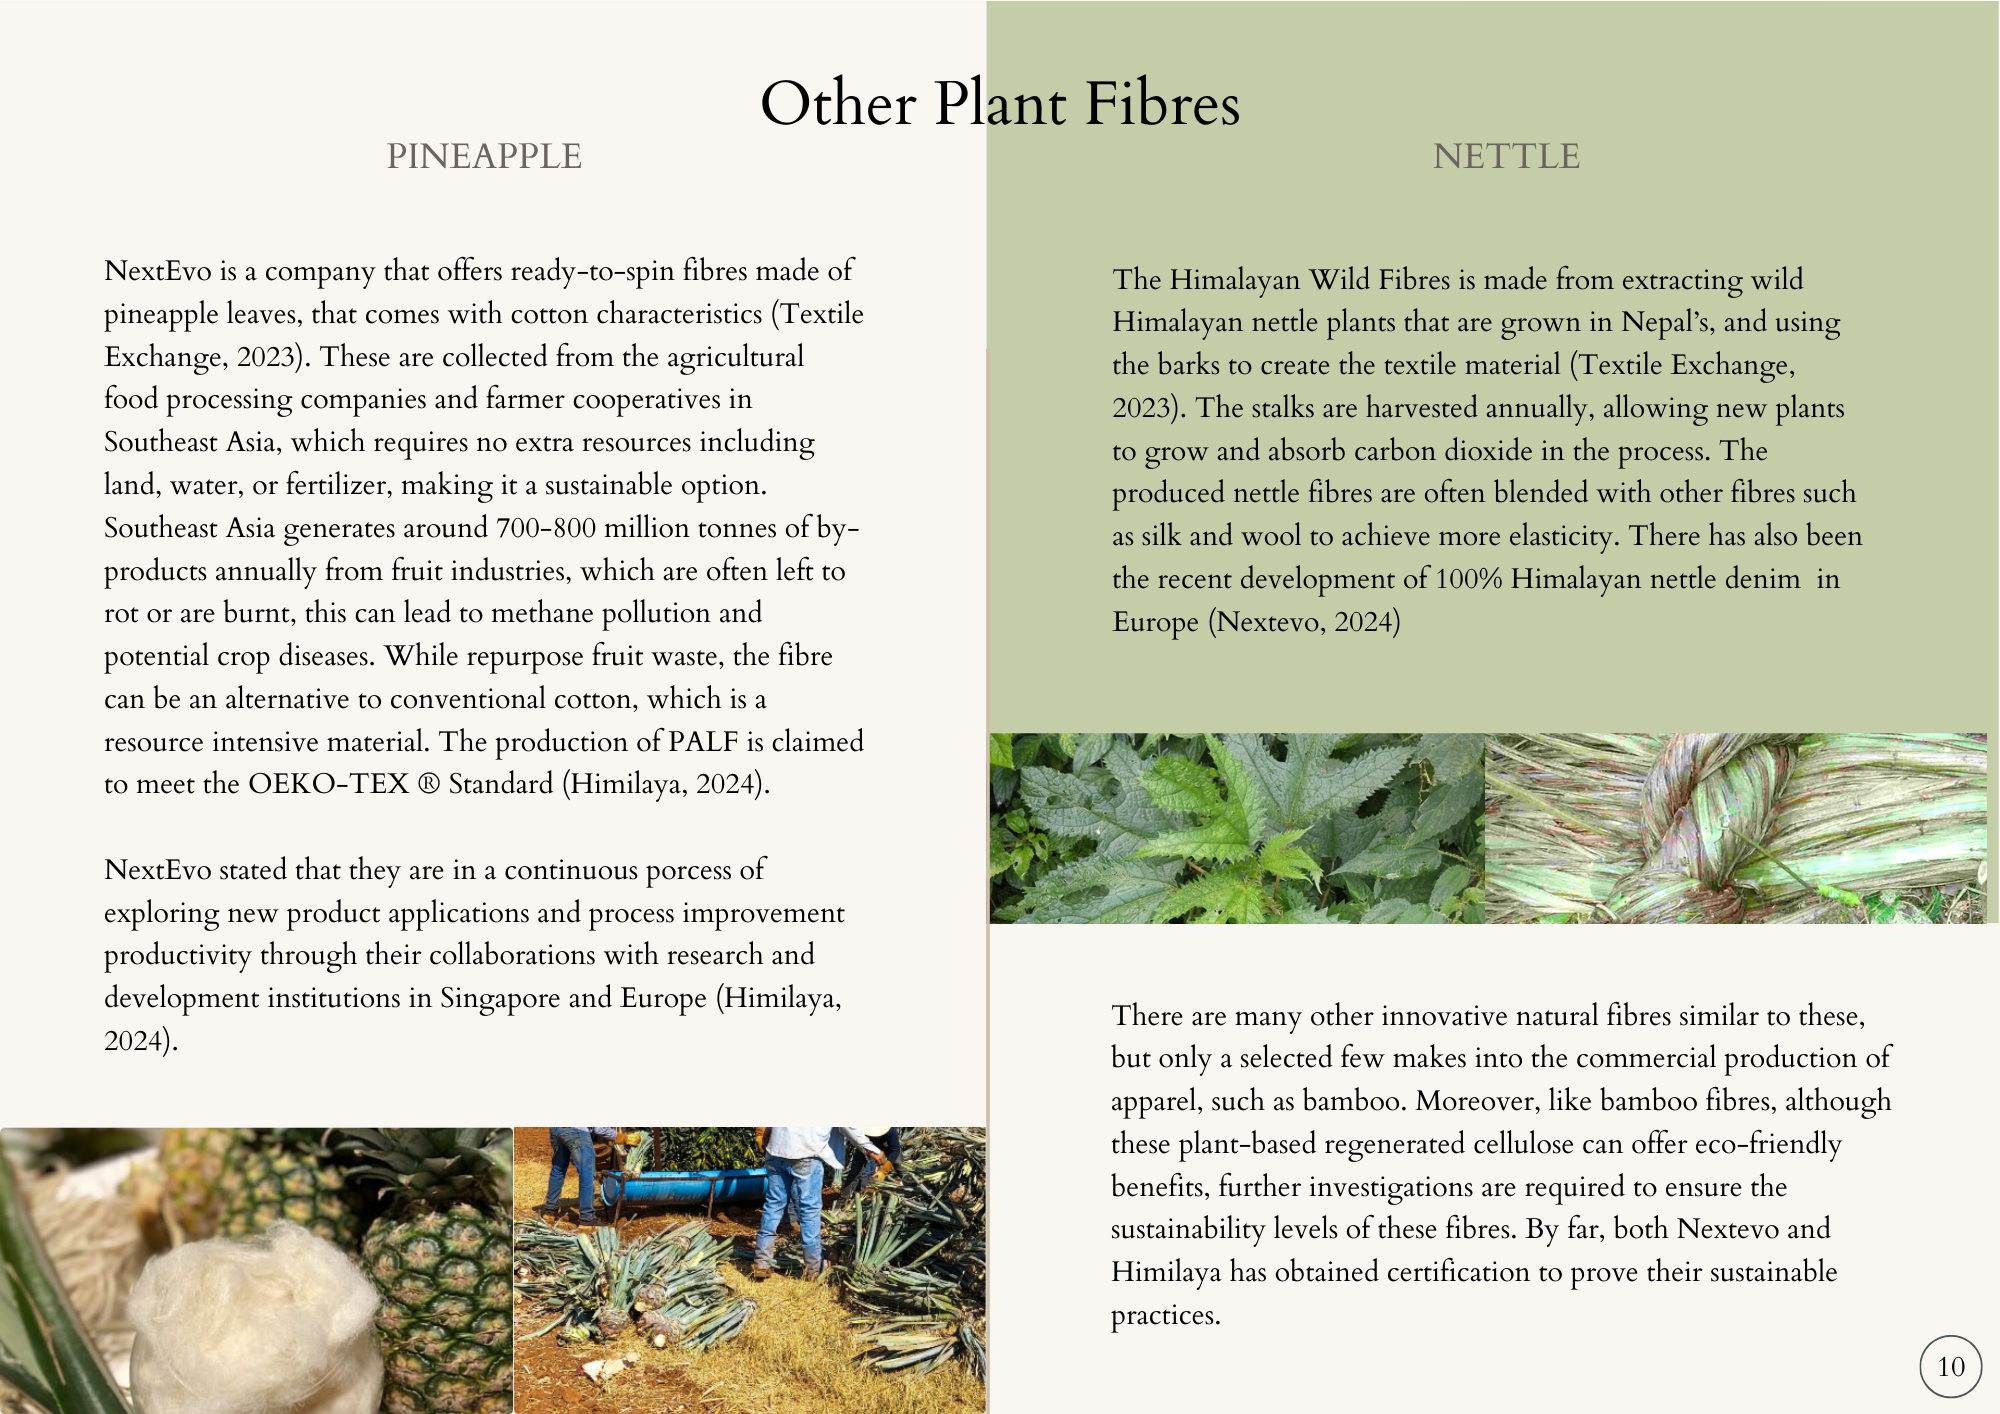 Other Plant Fibres
PINEAPPLE
NextEvo is a company that offers ready-to-spin fibres made of
pineapple leaves, that comes with cotton characteristics (Textile
Exchange, 2023). These are collected from the agricultural
food processing companies and farmer cooperatives in
Southeast Asia, which requires no extra resources including
land, water, or fertilizer, making it a sustainable option.
Southeast Asia generates around 700-800 million tonnes of by-
products annually from fruit industries, which are often left to
rot or are burnt, this can lead to methane pollution and
potential crop diseases. While repurpose fruit waste, the fibre
can be an alternative to conventional cotton, which is a
resource intensive material. The production of PALF is claimed
to meet the OEKO-TEX ® Standard (Himilaya, 2024).
NextEvo stated that they are in a continuous porcess of
exploring new product applications and process improvement
productivity through their collaborations with research and
development institutions in Singapore and Europe (Himilaya,
2024).
NETTLE
The Himalayan Wild Fibres is made from extracting wild
Himalayan nettle plants that are grown in Nepal’s, and using
the barks to create the textile material (Textile Exchange,
2023). The stalks are harvested annually, allowing new plants
to grow and absorb carbon dioxide in the process. The
produced nettle fibres are often blended with other fibres such
as silk and wool to achieve more elasticity. There has also been
the recent development of 100% Himalayan nettle denim  in
Europe (Nextevo, 2024)
There are many other innovative natural fibres similar to these,
but only a selected few makes into the commercial production of
apparel, such as bamboo. Moreover, like bamboo fibres, although
these plant-based regenerated cellulose can offer eco-friendly
benefits, further investigations are required to ensure the
sustainability levels of these fibres. By far, both Nextevo and
Himilaya has obtained certification to prove their sustainable
practices.
10